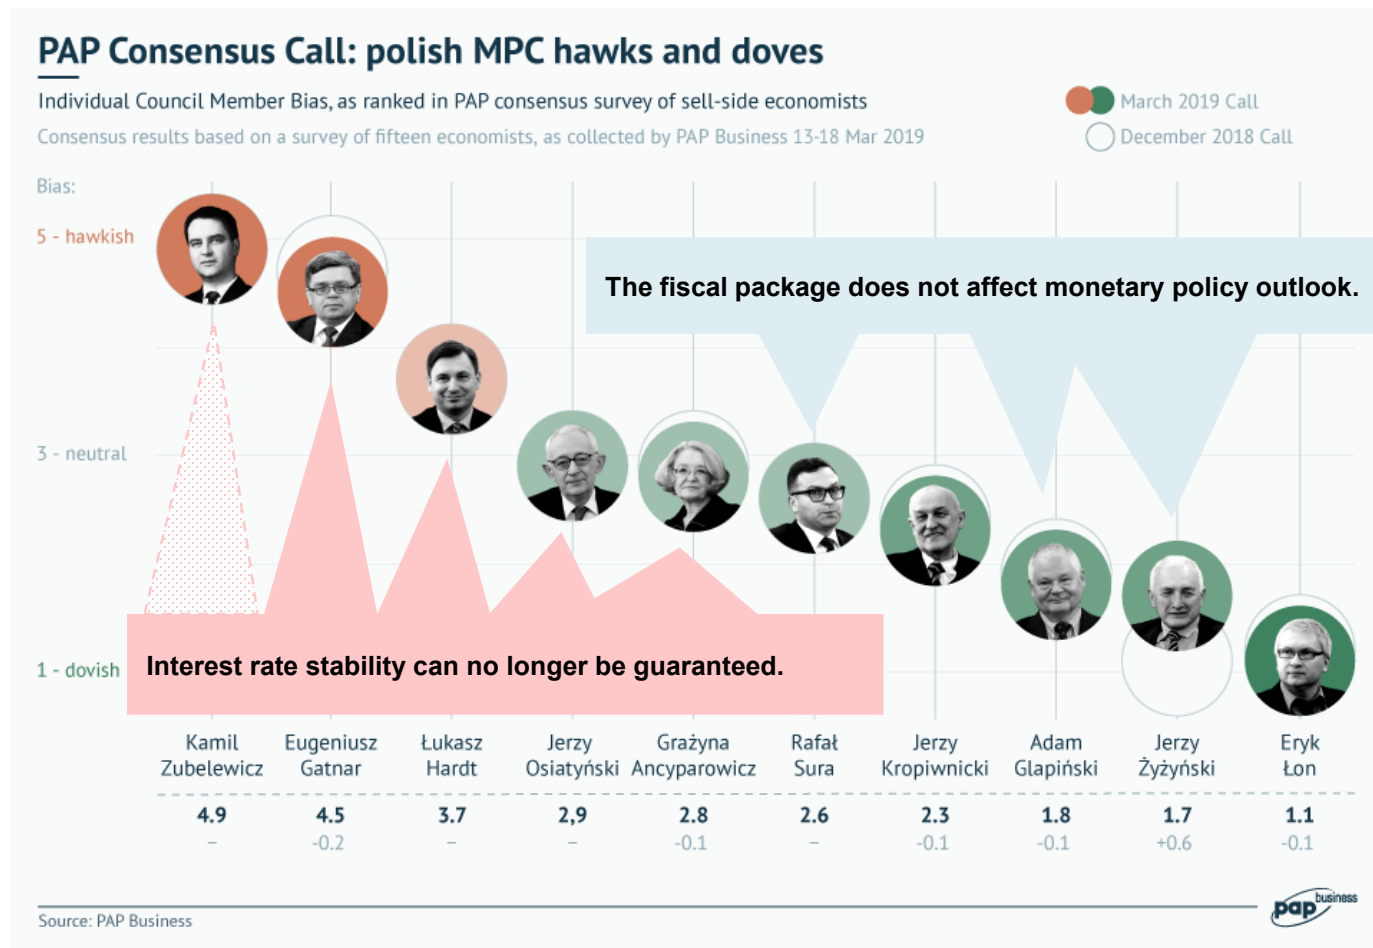 PAP Consensus Call: polish MPC hawks and doves
Individual Council Member Bias, as ranked in PAP consensus survey of sell-side economists
Consensus results based on a survey of fifteen economists, as collected by PAP Business 13-18 Mar 2019
March 2019 Call
December 2018 Call
Bias:
5 - hawkish
The fiscal package does not affect monetary policy outlook.
3 - neutral
1 - dovish
Interest rate stability can no longer be guaranteed.
Kamil Eugeniusz Łukasz Jerzy Grażyna Rafał Jerzy Adam Jerzy Eryk
Zubelewicz Gatnar Hardt Osiatyński Ancyparowicz Sura Kropiwnicki Glapiński Żyżyński Łon
4.9 4.5 3.7 2,9 2.8 2.6 2.3 1.8 1.7 1.1
– -0.2 – – -0.1 – -0.1 -0.1 +0.6 -0.1
Source: PAP Business
pap business